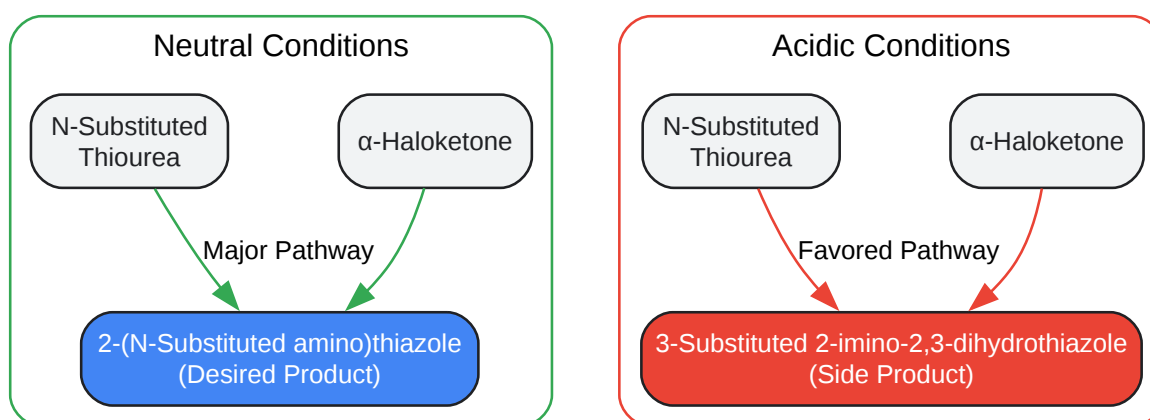 Neutral Conditions
N-Substituted
Thiourea
α-Haloketone
Major Pathway
2-(N-Substituted amino)thiazole
(Desired Product)
Acidic Conditions
N-Substituted
Thiourea
α-Haloketone
Favored Pathway
3-Substituted 2-imino-2,3-dihydrothiazole
(Side Product)